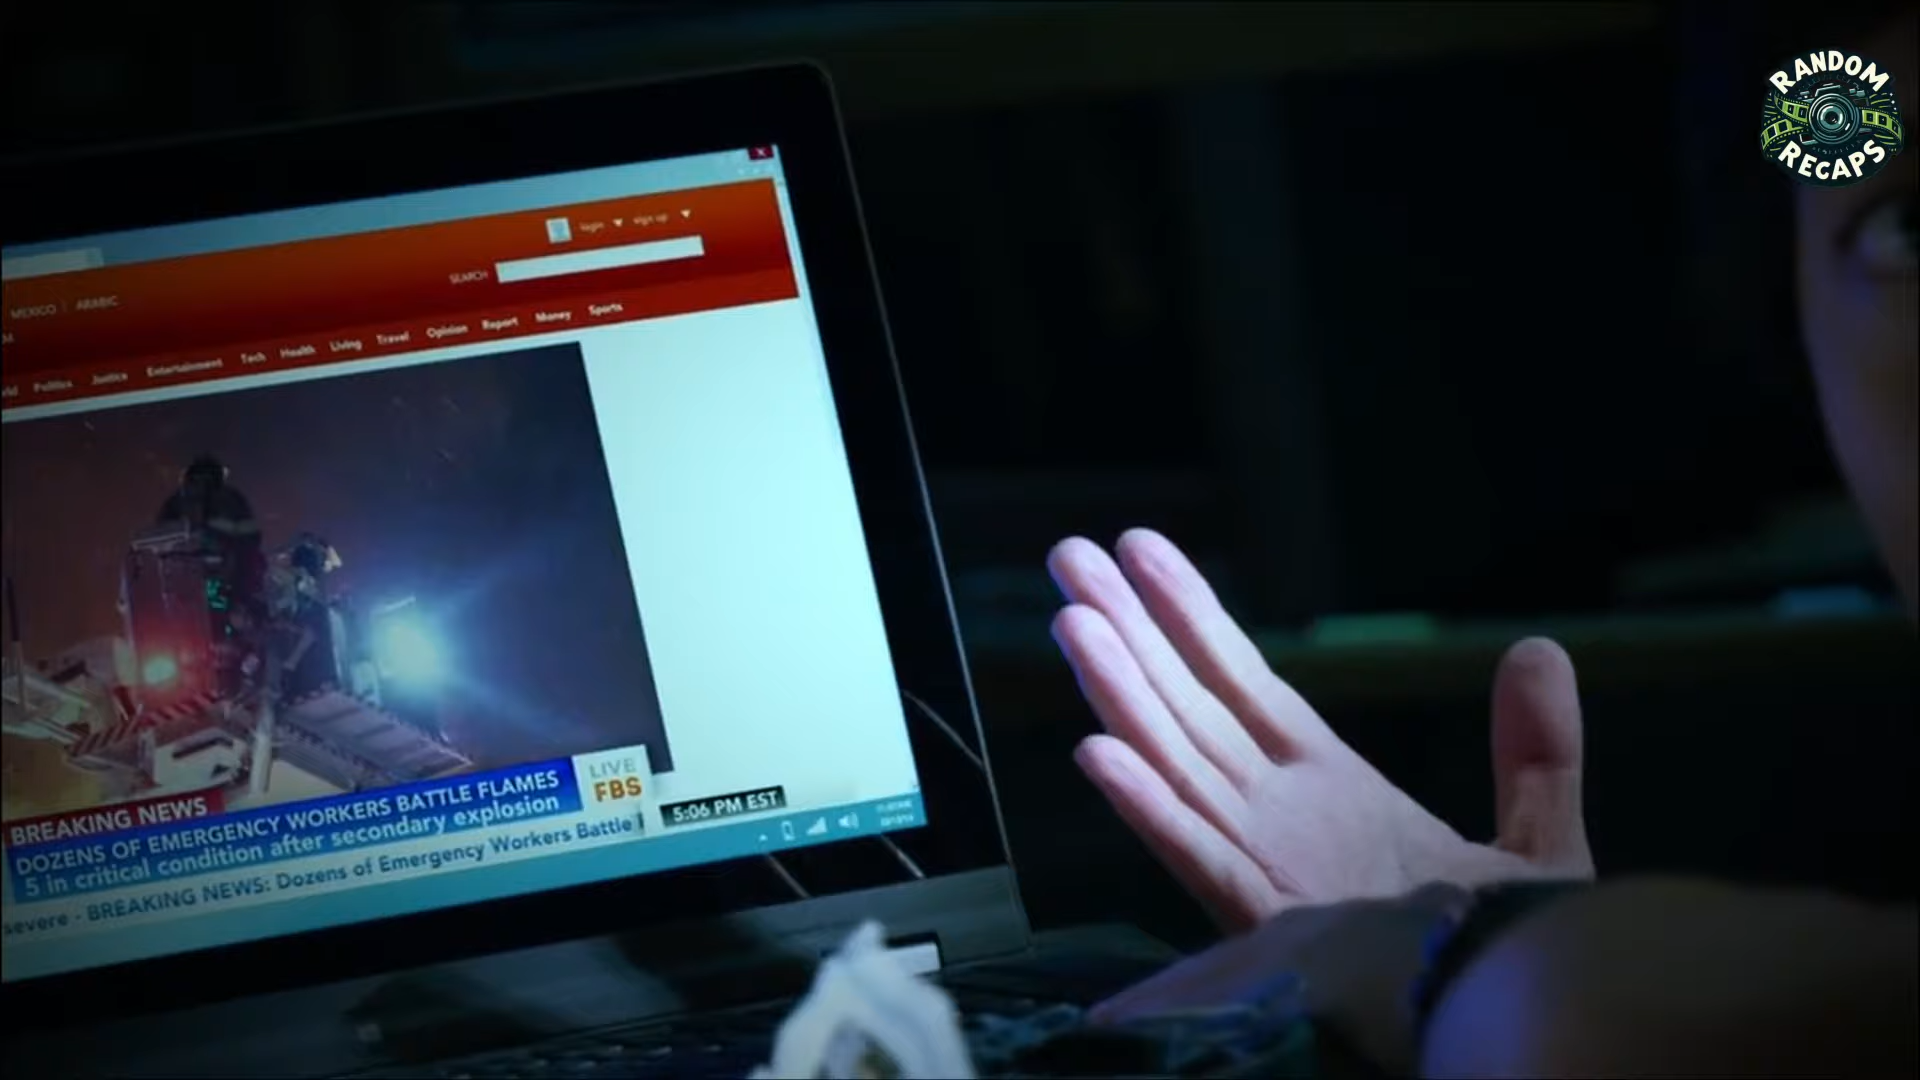 RANDOM
RECAPS
login sign up
SEARCH
MEXICO | ARABIC
Politics Justice Entertainment Tech Health Living Travel Opinion Report Money Sports
BREAKING NEWS
LIVE
FBS
DOZENS OF EMERGENCY WORKERS BATTLE FLAMES
5 in critical condition after secondary explosion
5:06 PM EST
severe - BREAKING NEWS: Dozens of Emergency Workers Battle